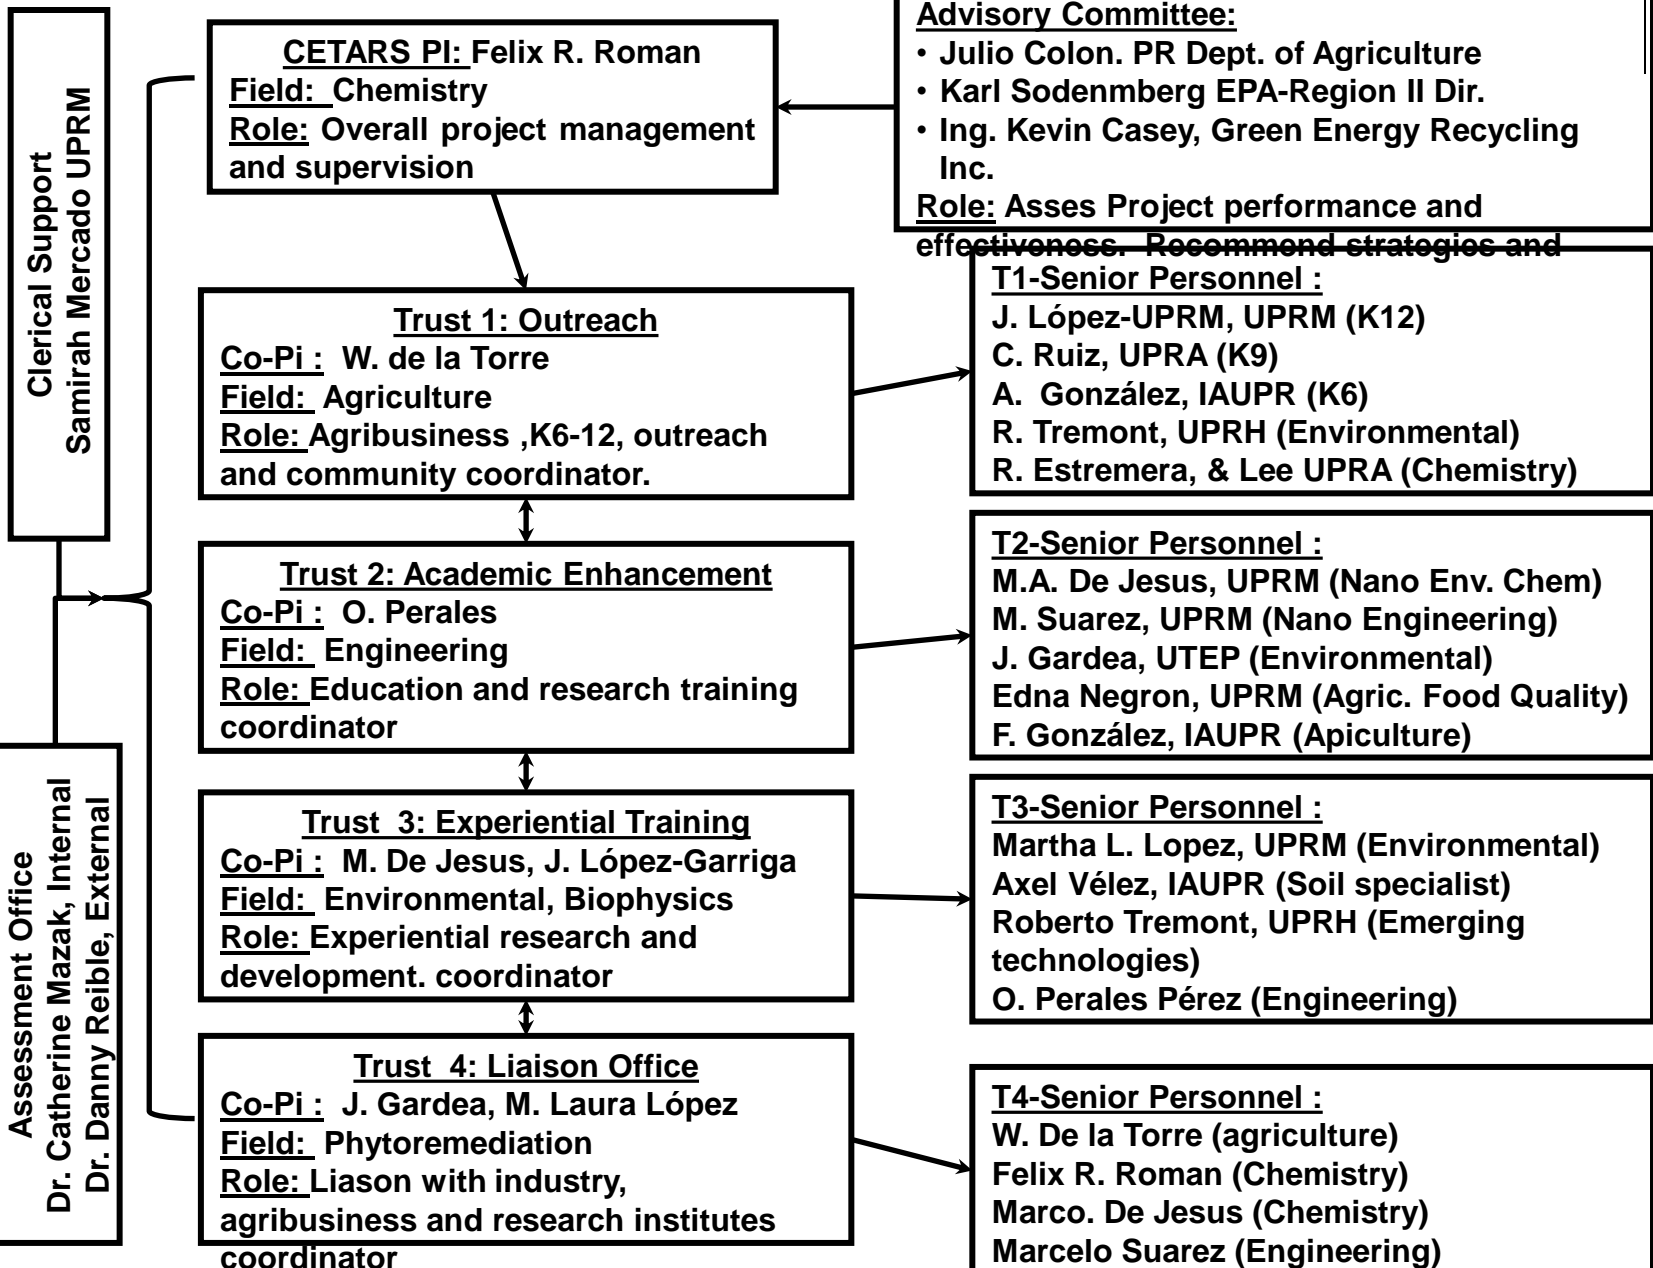 Clerical Support
Samirah Mercado UPRM
Assessment Office
Dr. Catherine Mazak, Internal
Dr. Danny Reible, External
CETARS PI: Felix R. Roman
Field: Chemistry
Role: Overall project management
and supervision
Advisory Committee:
• Julio Colon. PR Dept. of Agriculture
• Karl Sodenmberg EPA-Region II Dir.
• Ing. Kevin Casey, Green Energy Recycling
Inc.
Role: Asses Project performance and
effectiveness. Recommend strategies and
Trust 1: Outreach
Co-Pi : W. de la Torre
Field: Agriculture
Role: Agribusiness ,K6-12, outreach
and community coordinator.
T1-Senior Personnel :
J. López-UPRM, UPRM (K12)
C. Ruiz, UPRA (K9)
A. González, IAUPR (K6)
R. Tremont, UPRH (Environmental)
R. Estremera, & Lee UPRA (Chemistry)
Trust 2: Academic Enhancement
Co-Pi : O. Perales
Field: Engineering
Role: Education and research training
coordinator
T2-Senior Personnel :
M.A. De Jesus, UPRM (Nano Env. Chem)
M. Suarez, UPRM (Nano Engineering)
J. Gardea, UTEP (Environmental)
Edna Negron, UPRM (Agric. Food Quality)
F. González, IAUPR (Apiculture)
Trust 3: Experiential Training
Co-Pi : M. De Jesus, J. López-Garriga
Field: Environmental, Biophysics
Role: Experiential research and
development. coordinator
T3-Senior Personnel :
Martha L. Lopez, UPRM (Environmental)
Axel Vélez, IAUPR (Soil specialist)
Roberto Tremont, UPRH (Emerging
technologies)
O. Perales Pérez (Engineering)
Trust 4: Liaison Office
Co-Pi : J. Gardea, M. Laura López
Field: Phytoremediation
Role: Liason with industry,
agribusiness and research institutes
coordinator
T4-Senior Personnel :
W. De la Torre (agriculture)
Felix R. Roman (Chemistry)
Marco. De Jesus (Chemistry)
Marcelo Suarez (Engineering)